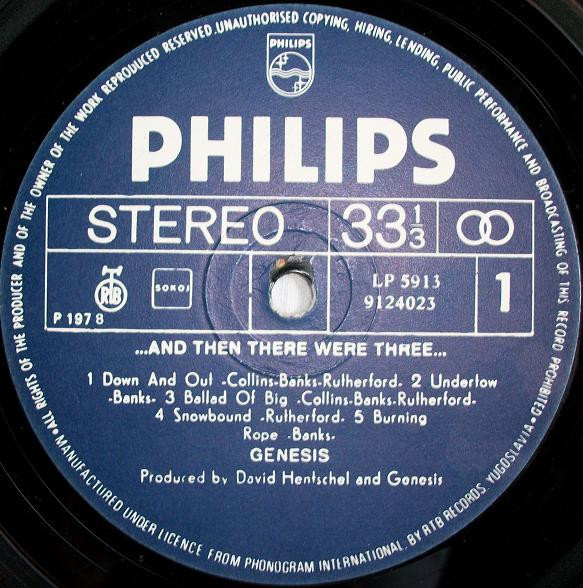 ALL RIGHTS OF THE PRODUCER AND OF THE OWNER OF THE WORK REPRODUCED RESERVED.UNAUTHORISED COPYING, HIRING, LENDING, PUBLIC PERFORMANCE AND BROADCASTING OF THIS RECORD PROHIBITED
PHILIPS
PHILIPS
STEREO 33 1/3
RTB SOKOJ LP 5913 1
9124023
P 1978
...AND THEN THERE WERE THREE...
1 Down And Out -Collins-Banks-Rutherford- 2 Undertow
-Banks- 3 Ballad Of Big -Collins-Banks-Rutherford-
4 Snowbound -Rutherford- 5 Burning
Rope -Banks-
GENESIS
Produced by David Hentschel and Genesis
• MANUFACTURED UNDER LICENCE FROM PHONOGRAM INTERNATIONAL. BY RTB RECORDS. YUGOSLAVIA •